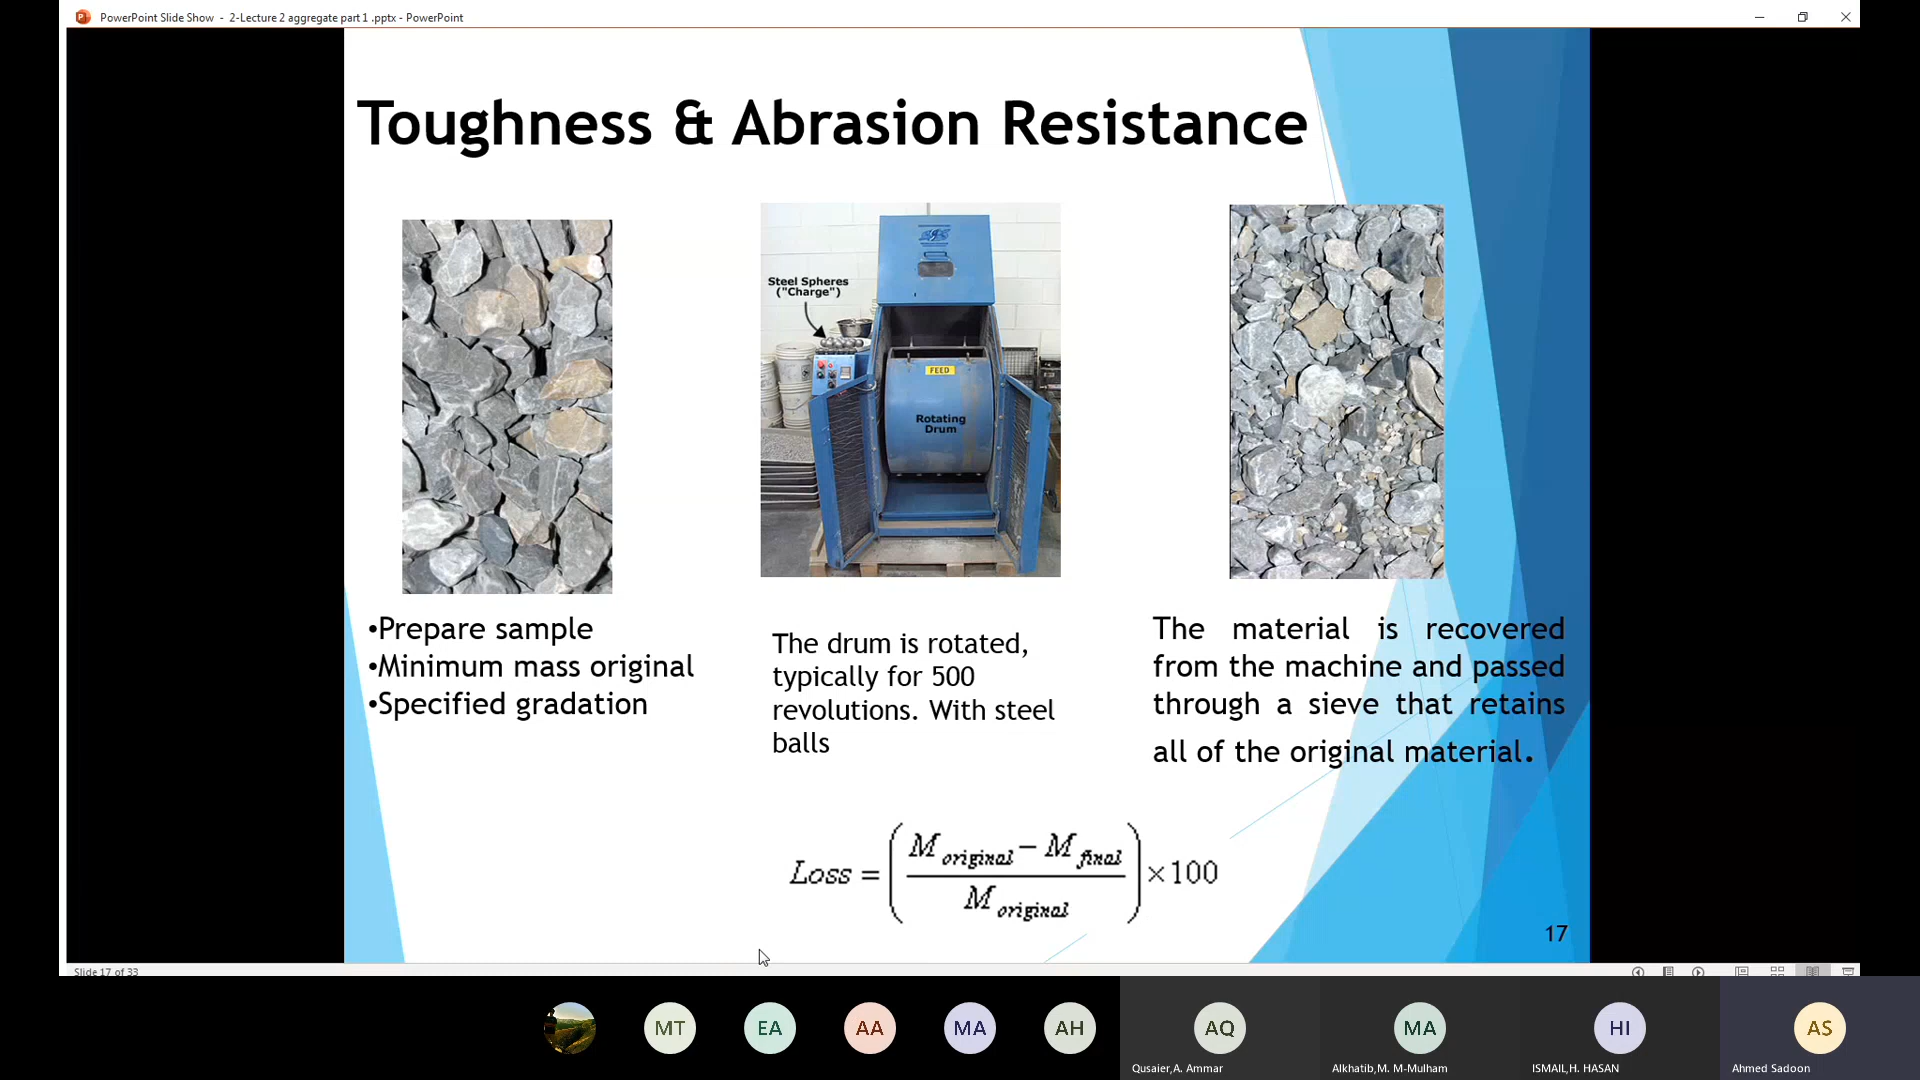 PowerPoint Slide Show - 2-Lecture 2 aggregate part 1 .pptx - PowerPoint
Toughness & Abrasion Resistance
Steel Spheres
("Charge")
FEED
Rotating
Drum
•Prepare sample
•Minimum mass original
•Specified gradation
The drum is rotated,
typically for 500
revolutions. With steel
balls
The material is recovered
from the machine and passed
through a sieve that retains
all of the original material.
Loss = ( (M original − M final) / M original ) ×100
17
Slide 17 of 33
MT
EA
AA
MA
AH
AQ
MA
HI
AS
Qusaier,A. Ammar
Alkhatib,M. M-Mulham
ISMAIL,H. HASAN
Ahmed Sadoon